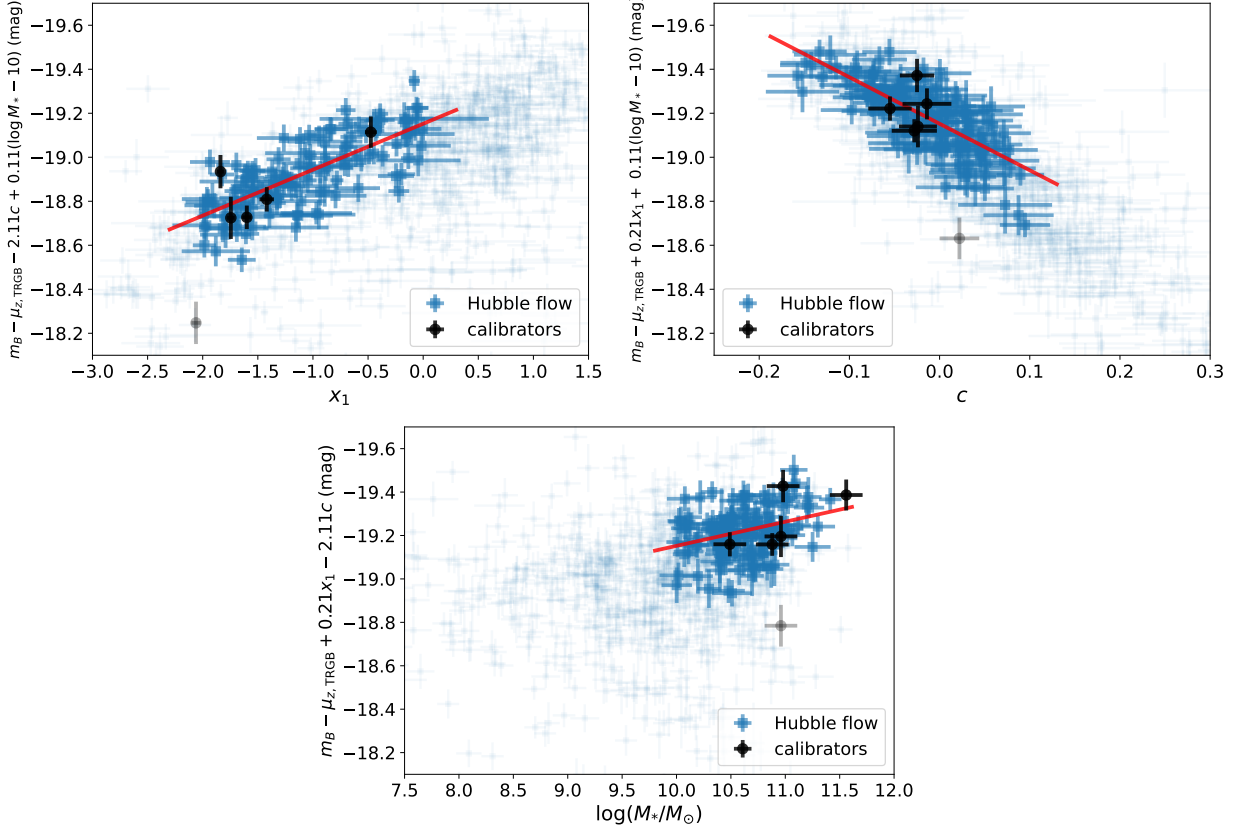 −19.6
−19.4
−19.2
−19.0
−18.8
−18.6
−18.4
−18.2
m_B − μ_{z, TRGB} − 2.11c + 0.11(log M_* − 10) (mag)
−3.0 −2.5 −2.0 −1.5 −1.0 −0.5 0.0 0.5 1.0 1.5
x_1
Hubble flow
calibrators
−19.6
−19.4
−19.2
−19.0
−18.8
−18.6
−18.4
−18.2
m_B − μ_{z, TRGB} + 0.21x_1 + 0.11(log M_* − 10) (mag)
−0.2 −0.1 0.0 0.1 0.2 0.3
c
Hubble flow
calibrators
−19.6
−19.4
−19.2
−19.0
−18.8
−18.6
−18.4
−18.2
m_B − μ_{z, TRGB} + 0.21x_1 − 2.11c (mag)
7.5 8.0 8.5 9.0 9.5 10.0 10.5 11.0 11.5 12.0
log(M_*/M_⊙)
Hubble flow
calibrators